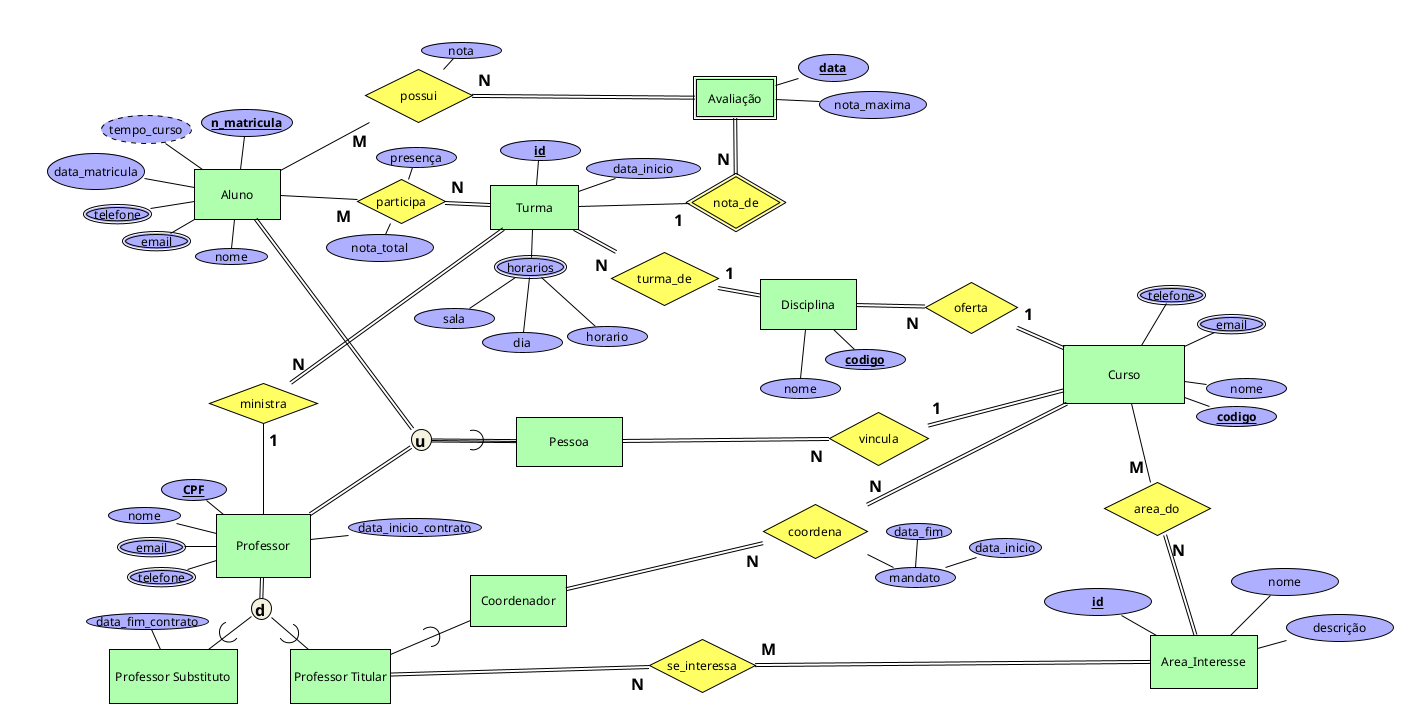 nota
N
possui
M
Avaliação
data
nota_maxima
tempo_curso
n_matricula
data_matricula
telefone
email
nome
Aluno
presença
participa
M
N
nota_total
id
data_inicio
Turma
N
nota_de
1
horarios
sala
dia
horario
N
turma_de
1
Disciplina
nome
codigo
N
oferta
1
telefone
email
nome
codigo
Curso
N
ministra
1
u
Pessoa
N
vincula
1
M
area_do
N
CPF
nome
email
telefone
data_inicio_contrato
Professor
N
coordena
N
data_fim
data_inicio
mandato
d
Coordenador
data_fim_contrato
Professor Substituto
Professor Titular
N
se_interessa
M
id
nome
descrição
Area_Interesse